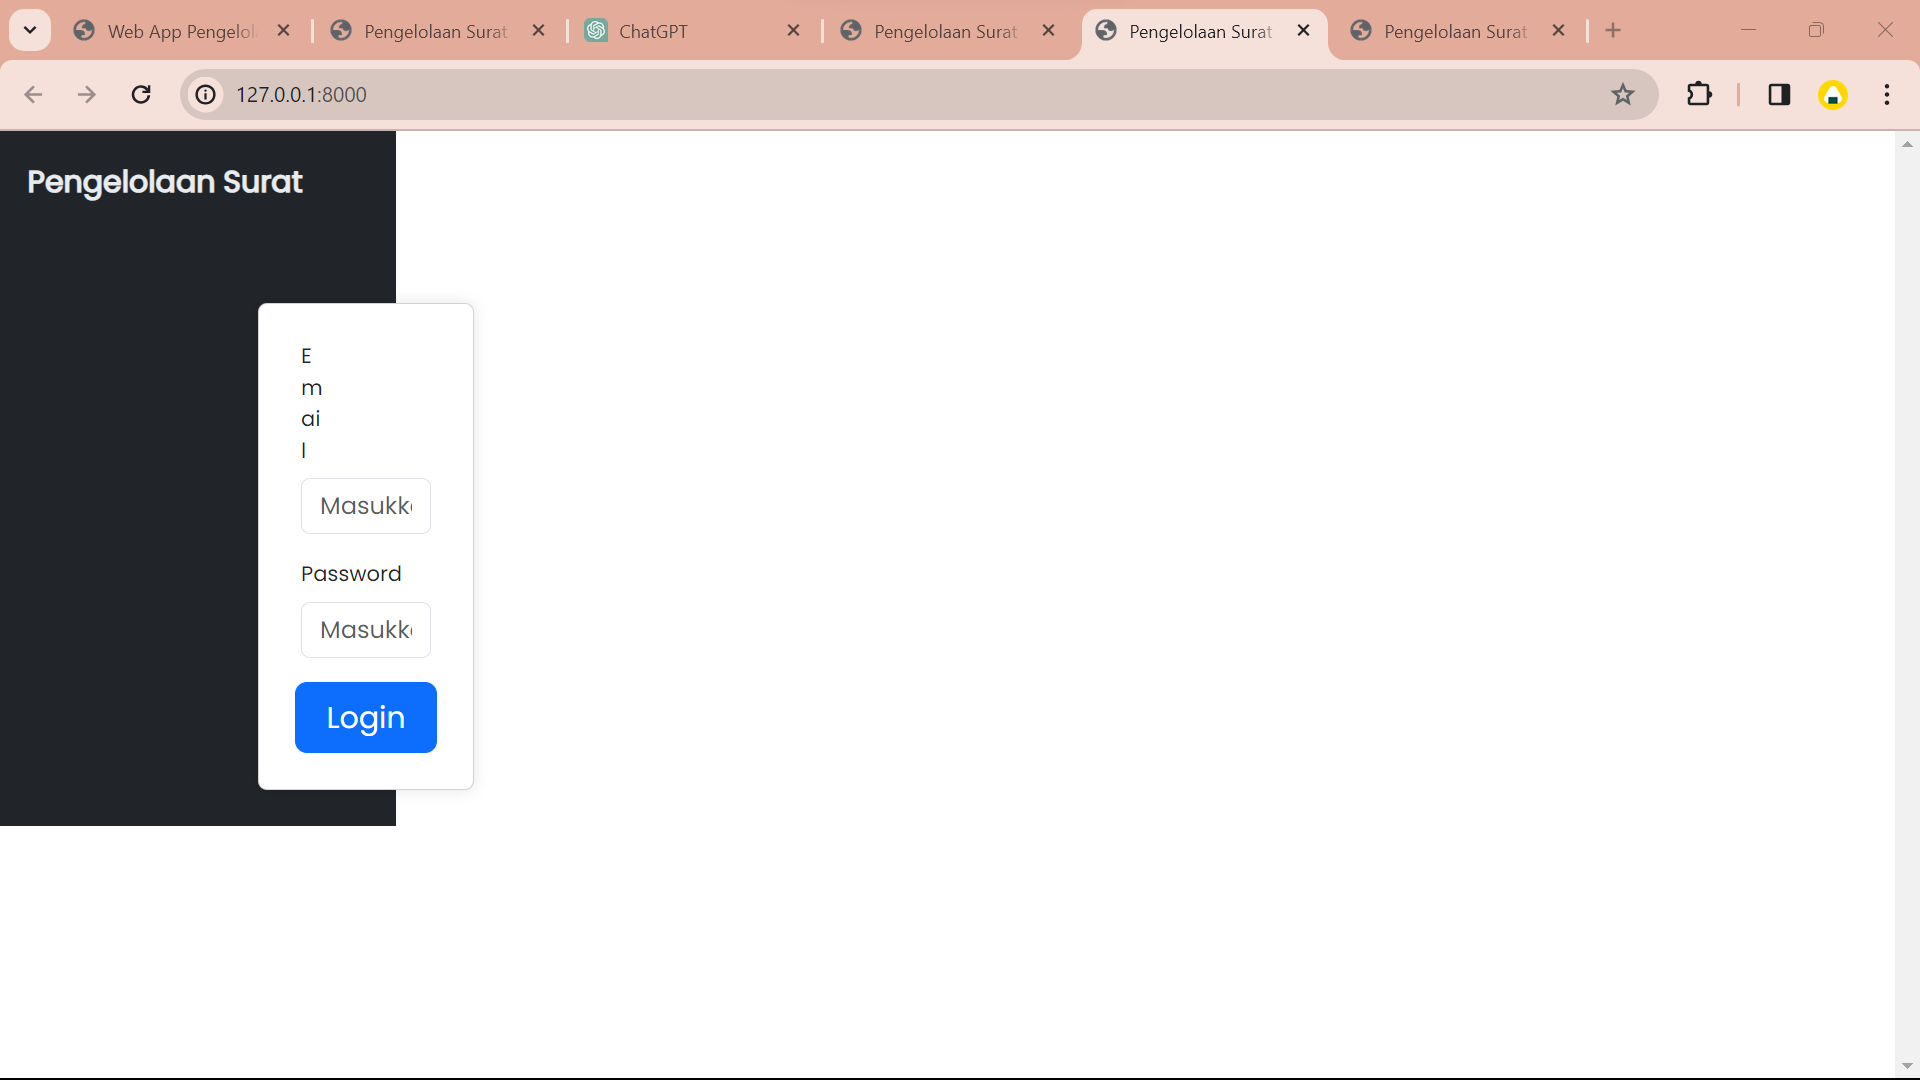 Web App Pengelol
Pengelolaan Surat
ChatGPT
Pengelolaan Surat
Pengelolaan Surat
Pengelolaan Surat
127.0.0.1:8000
Pengelolaan Surat
E
m
ai
l
Masukk
Password
Masukk
Login